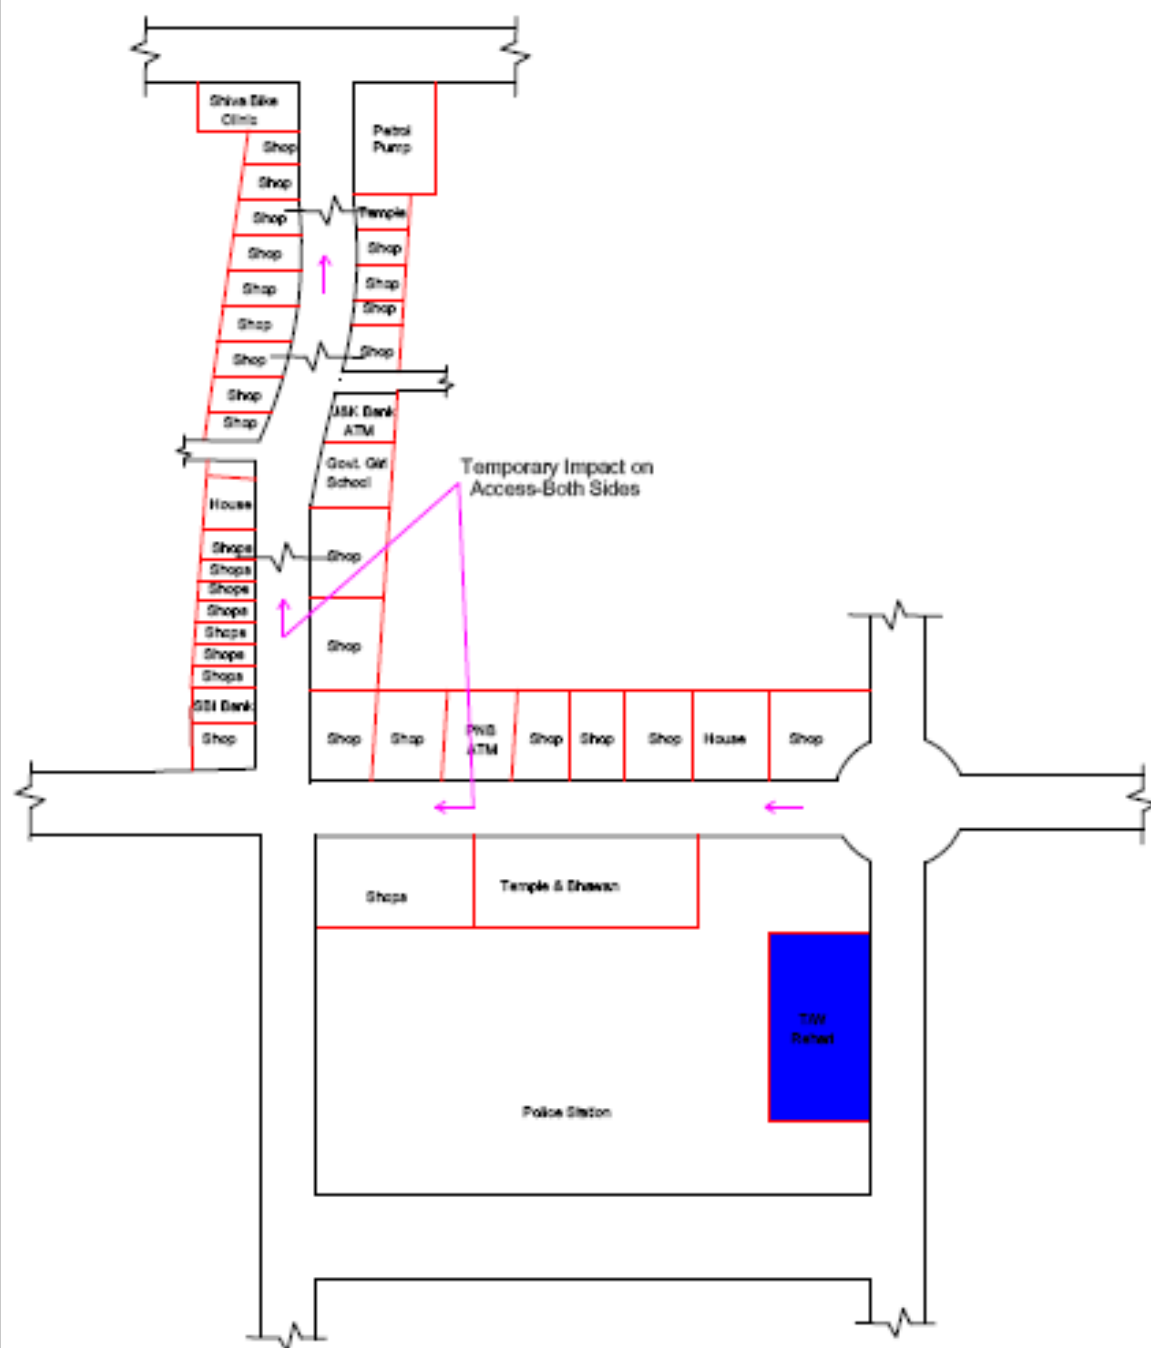 Shiva Bike
Clinic
Petrol
Pump
Shop
Shop
Temple
Shop
Shop
Shop
Shop
Shop
Shop
Shop
Shop
Shop
Shop
Shop
J&K Bank
ATM
Govt. Girl
School
Temporary Impact on
Access-Both Sides
House
Shops
Shop
Shops
Shops
Shops
Shops
Shops
Shop
Shops
SBI Bank
Shop
Shop
Shop
PNB
ATM
Shop
Shop
Shop
House
Shop
Shops
Temple & Bhawan
T/W
Rehari
Police Station